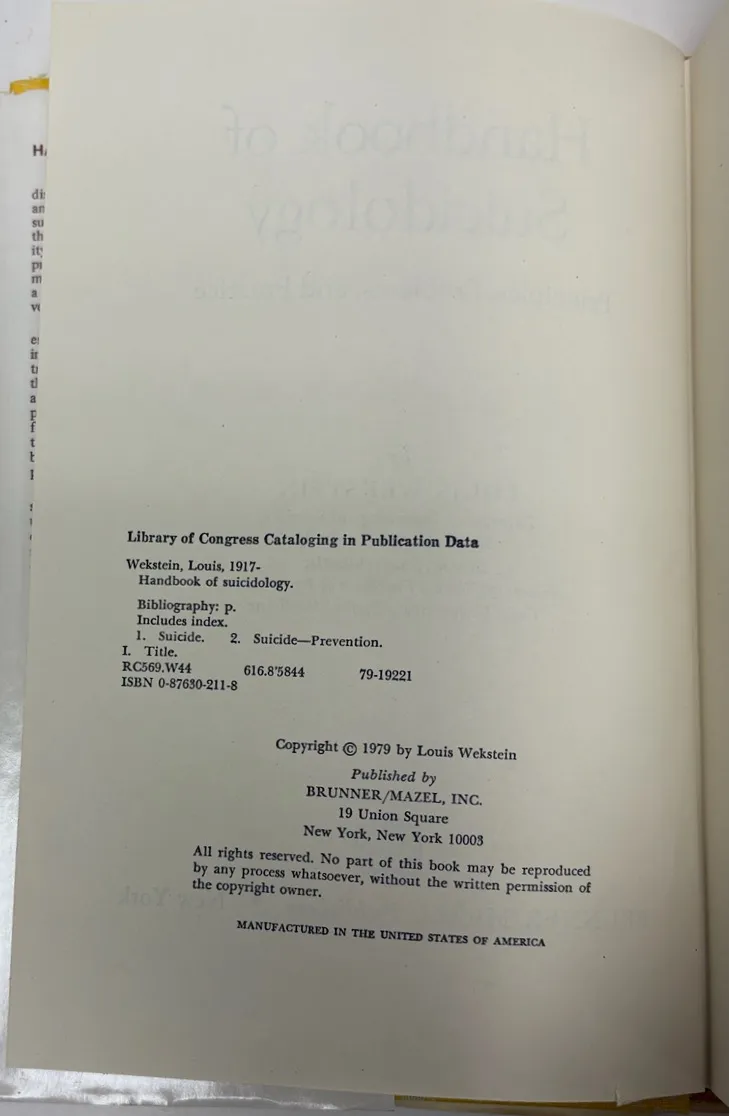 Library of Congress Cataloging in Publication Data
Wekstein, Louis, 1917-
Handbook of suicidology.
Bibliography: p.
Includes index.
1. Suicide. 2. Suicide—Prevention.
I. Title.
RC569.W44 616.8'5844 79-19221
ISBN 0-87630-211-8
Copyright © 1979 by Louis Wekstein
Published by
BRUNNER/MAZEL, INC.
19 Union Square
New York, New York 10003
All rights reserved. No part of this book may be reproduced
by any process whatsoever, without the written permission of
the copyright owner.
MANUFACTURED IN THE UNITED STATES OF AMERICA